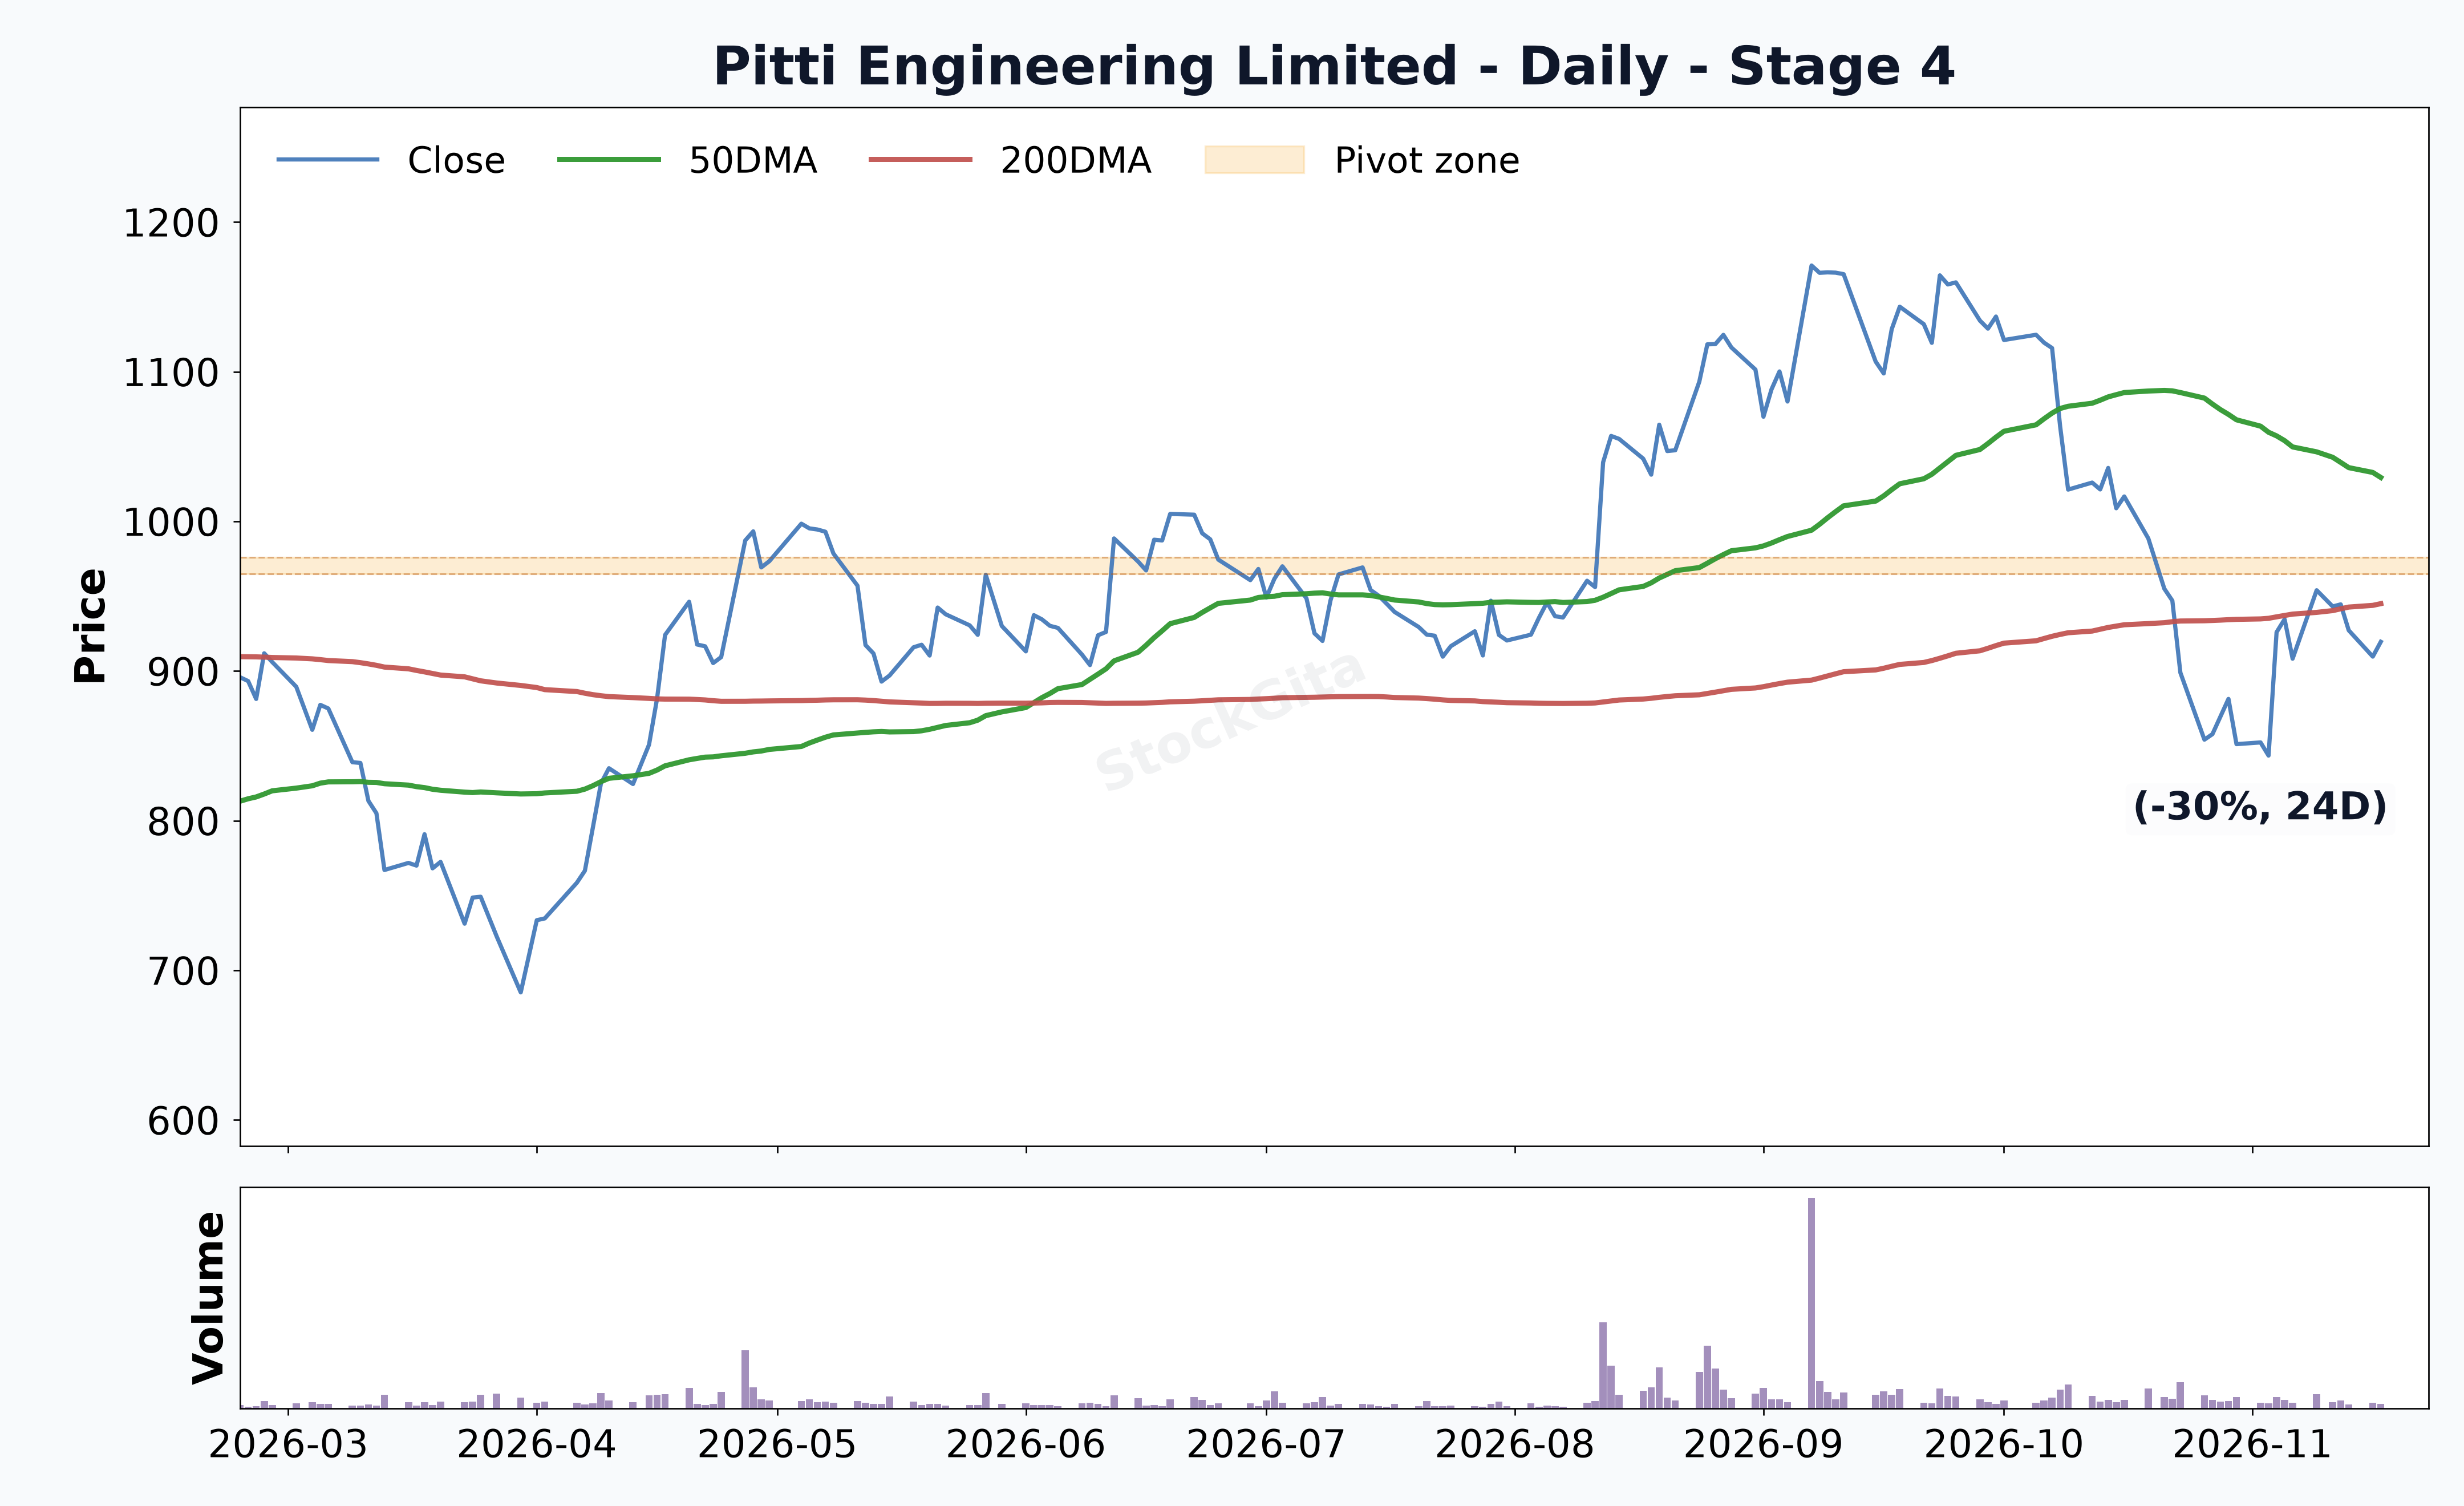 Pitti Engineering Limited - Daily - Stage 4
Close 50DMA 200DMA Pivot zone
1200
1100
1000
900
800
700
600
Price
StockGita
(-30%, 24D)
Volume
2026-03 2026-04 2026-05 2026-06 2026-07 2026-08 2026-09 2026-10 2026-11